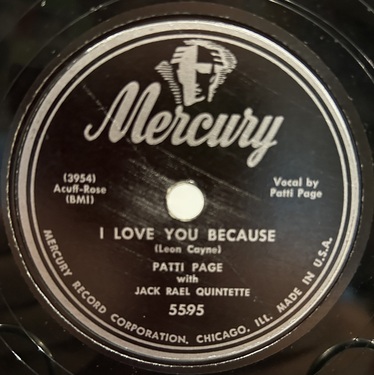 Mercury
(3954)
Acuff-Rose
(BMI)
Vocal by
Patti Page
I LOVE YOU BECAUSE
(Leon Cayne)
PATTI PAGE
with
JACK RAEL QUINTETTE
5595
MERCURY RECORD CORPORATION, CHICAGO, ILL. MADE IN U.S.A.